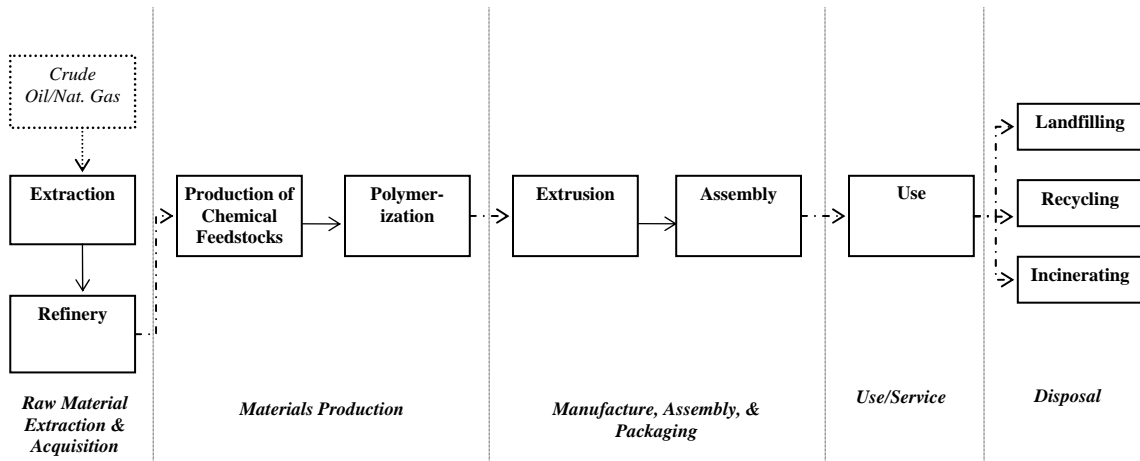 Crude
Oil/Nat. Gas
Extraction
Refinery
Production of
Chemical
Feedstocks
Polymer-
ization
Extrusion
Assembly
Use
Landfilling
Recycling
Incinerating
Raw Material
Extraction &
Acquisition
Materials Production
Manufacture, Assembly, &
Packaging
Use/Service
Disposal